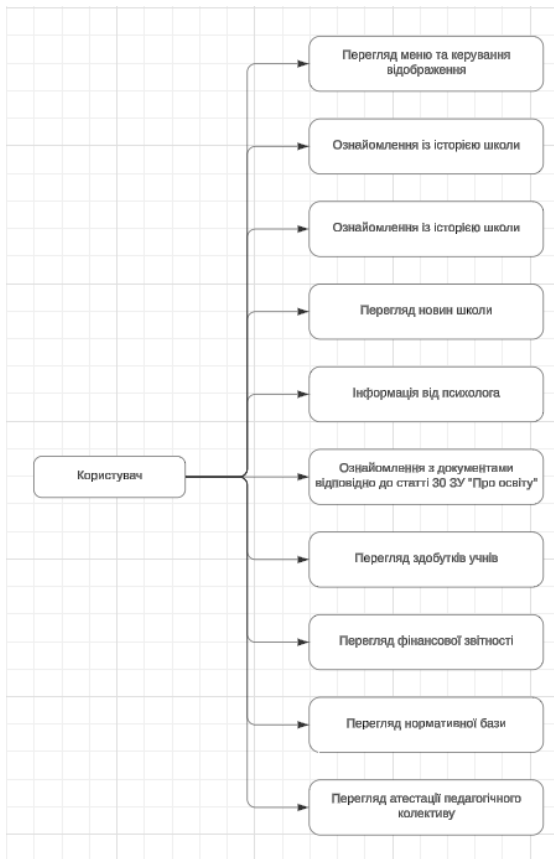 Перегляд меню та керування
відображення
Ознайомлення із історією школи
Ознайомлення із історією школи
Перегляд новин школи
Інформація від психолога
Користувач
Ознайомлення з документами
відповідно до статті 30 ЗУ "Про освіту"
Перегляд здобутків учнів
Перегляд фінансової звітності
Перегляд нормативної бази
Перегляд атестації педагогічного
колективу